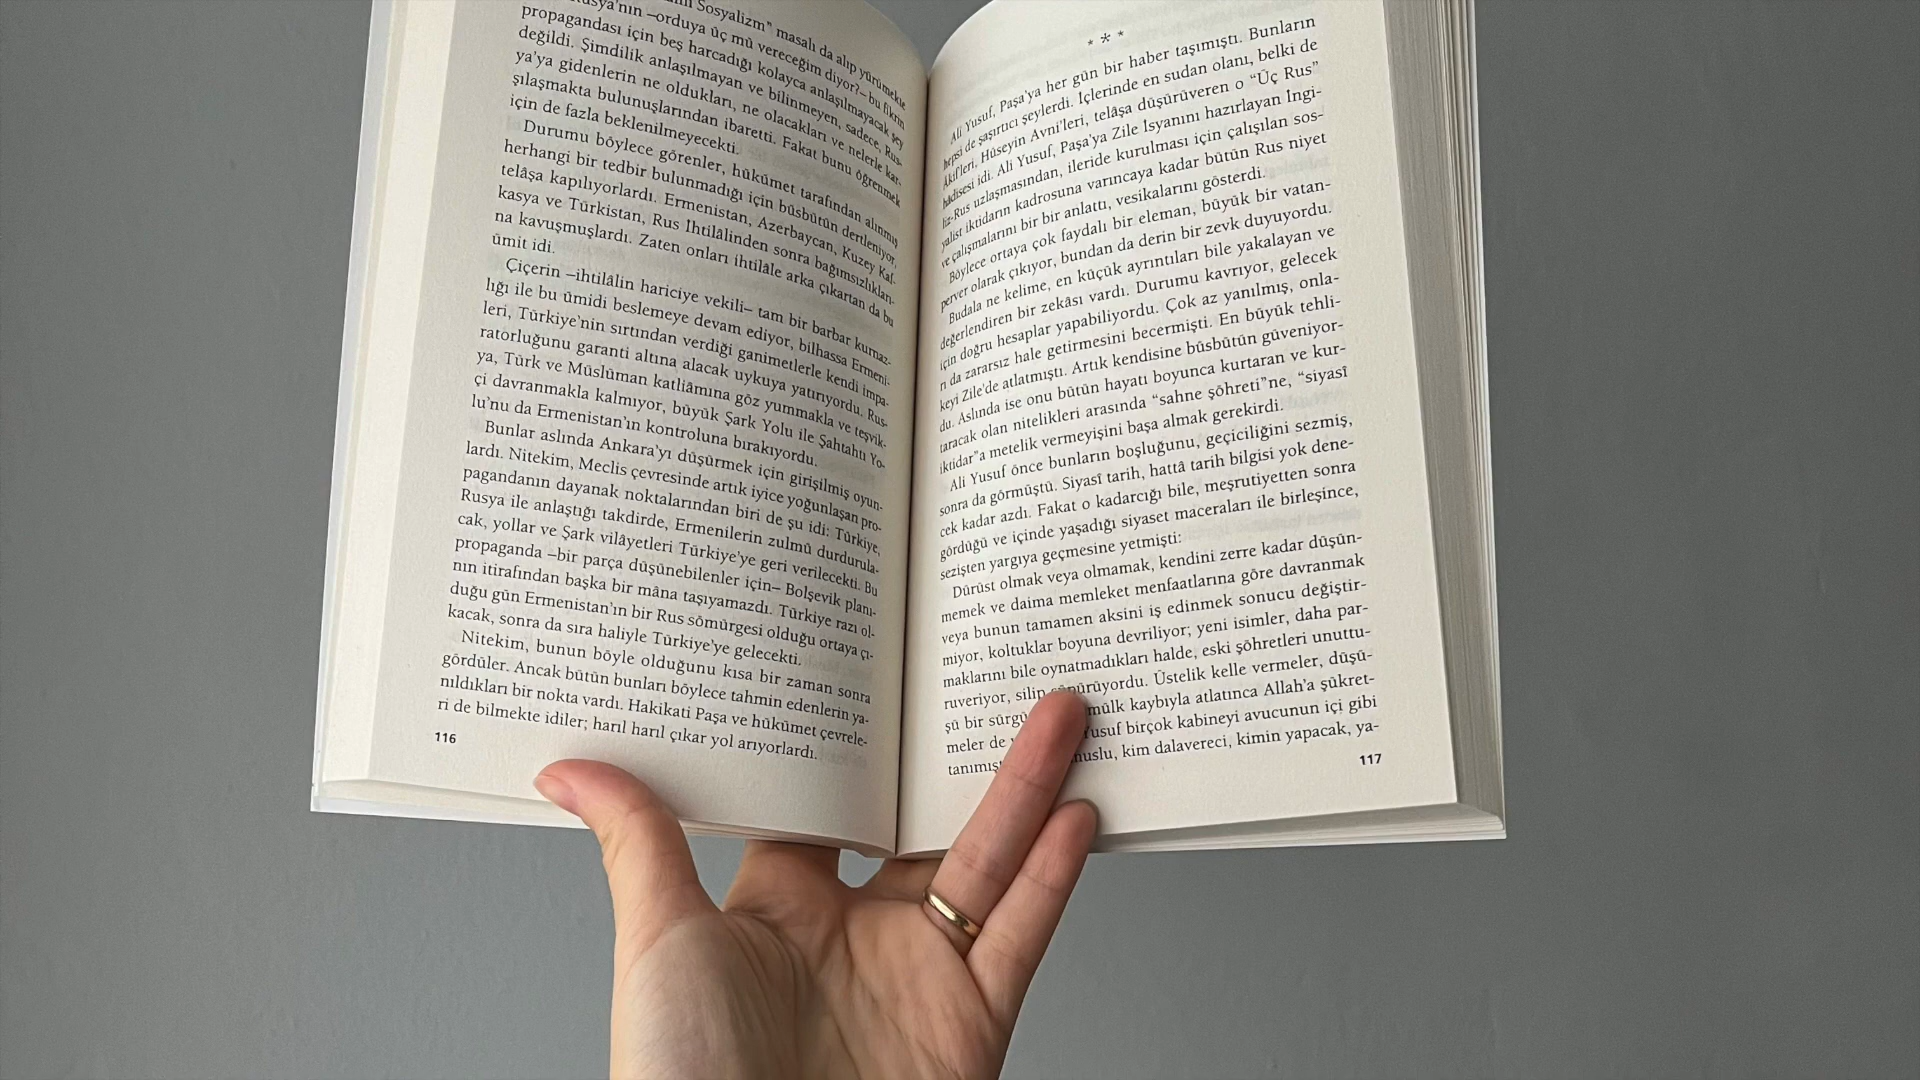 Sosyalizm" masalı da alıp yürümekte
Rusya'nın –orduya üç mü vereceğim diyor?– bu fikrin
propagandası için beş harcadığı kolayca anlaşılmayacak şey
değildi. Şimdilik anlaşılmayan ve bilinmeyen, sadece, Rus-
ya'ya gidenlerin ne oldukları, ne olacakları ve nelerle kar-
şılaşmakta bulunuşlarından ibaretti. Fakat bunu öğrenmek
için de fazla beklenilmeyecekti.
Durumu böylece görenler, hükûmet tarafından alınmış
herhangi bir tedbir bulunmadığı için büsbütün dertleniyor,
telâşa kapılıyorlardı. Ermenistan, Azerbaycan, Kuzey Kaf-
kasya ve Türkistan, Rus İhtilâlinden sonra bağımsızlıkları-
na kavuşmuşlardı. Zaten onları ihtilâle arka çıkartan da bu
ümit idi.
Çiçerin –ihtilâlin hariciye vekili– tam bir barbar kurnaz-
lığı ile bu ümidi beslemeye devam ediyor, bilhassa Ermeni-
leri, Türkiye'nin sırtından verdiği ganimetlerle kendi impa-
ratorluğunu garanti altına alacak uykuya yatırıyordu. Rus-
ya, Türk ve Müslüman katliâmına göz yummakla ve teşvik-
çi davranmakla kalmıyor, büyük Şark Yolu ile Şahtahtı Yo-
lu'nu da Ermenistan'ın kontroluna bırakıyordu.
Bunlar aslında Ankara'yı düşürmek için girişilmiş oyun-
lardı. Nitekim, Meclis çevresinde artık iyice yoğunlaşan pro-
pagandanın dayanak noktalarından biri de şu idi: Türkiye,
Rusya ile anlaştığı takdirde, Ermenilerin zulmü durdurula-
cak, yollar ve Şark vilâyetleri Türkiye'ye geri verilecekti. Bu
propaganda –bir parça düşünebilenler için– Bolşevik planı-
nın itirafından başka bir mâna taşıyamazdı. Türkiye razı ol-
duğu gün Ermenistan'ın bir Rus sömürgesi olduğu ortaya çı-
kacak, sonra da sıra haliyle Türkiye'ye gelecekti.
Nitekim, bunun böyle olduğunu kısa bir zaman sonra
gördüler. Ancak bütün bunları böylece tahmin edenlerin ya-
nıldıkları bir nokta vardı. Hakikati Paşa ve hükûmet çevrele-
ri de bilmekte idiler; harıl harıl çıkar yol arıyorlardı.
116
* * *
Ali Yusuf, Paşa'ya her gün bir haber taşımıştı. Bunların
hepsi de şaşırtıcı şeylerdi. İçlerinde en sudan olanı, belki de
Âkif'leri, Hüseyin Avni'leri, telâşa düşürüveren o "Üç Rus"
hâdisesi idi. Ali Yusuf, Paşa'ya Zile İsyanını hazırlayan İngi-
liz-Rus uzlaşmasından, ileride kurulması için çalışılan sos-
yalist iktidarın kadrosuna varıncaya kadar bütün Rus niyet
ve çalışmalarını bir bir anlattı, vesikalarını gösterdi.
Böylece ortaya çok faydalı bir eleman, büyük bir vatan-
perver olarak çıkıyor, bundan da derin bir zevk duyuyordu.
Budala ne kelime, en küçük ayrıntıları bile yakalayan ve
değerlendiren bir zekâsı vardı. Durumu kavrıyor, gelecek
için doğru hesaplar yapabiliyordu. Çok az yanılmış, onla-
rı da zararsız hale getirmesini becermişti. En büyük tehli-
keyi Zile'de atlatmıştı. Artık kendisine büsbütün güveniyor-
du. Aslında ise onu bütün hayatı boyunca kurtaran ve kur-
taracak olan nitelikleri arasında "sahne şöhreti"ne, "siyasî
iktidar"a metelik vermeyişini başa almak gerekirdi.
Ali Yusuf önce bunların boşluğunu, geçiciliğini sezmiş,
sonra da görmüştü. Siyasî tarih, hattâ tarih bilgisi yok dene-
cek kadar azdı. Fakat o kadarcığı bile, meşrutiyetten sonra
gördüğü ve içinde yaşadığı siyaset maceraları ile birleşince,
sezişten yargıya geçmesine yetmişti:
Dürüst olmak veya olmamak, kendini zerre kadar düşün-
memek ve daima memleket menfaatlarına göre davranmak
veya bunun tamamen aksini iş edinmek sonucu değiştir-
miyor, koltuklar boyuna devriliyor; yeni isimler, daha par-
maklarını bile oynatmadıkları halde, eski şöhretleri unuttu-
ruveriyor, silip süpürüyordu. Üstelik kelle vermeler, düşü-
şü bir sürgü mülk kaybıyla atlatınca Allah'a şükret-
meler de Yusuf birçok kabineyi avucunun içi gibi
tanımış nuslu, kim dalavereci, kimin yapacak, ya-
117